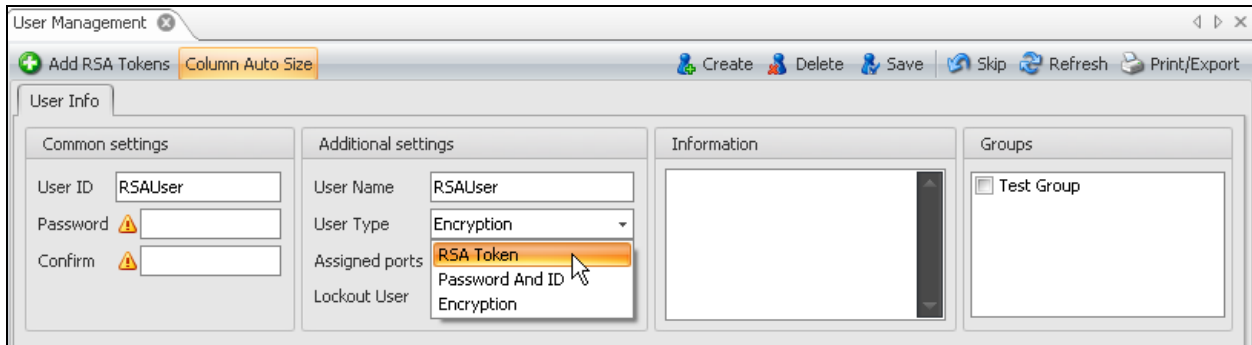 User Management
Add RSA Tokens Column Auto Size Create Delete Save Skip Refresh Print/Export
User Info
Common settings Additional settings Information Groups
User ID RSAUser User Name RSAUser Test Group
Password User Type Encryption
Confirm Assigned ports RSA Token
Password And ID
Lockout User Encryption